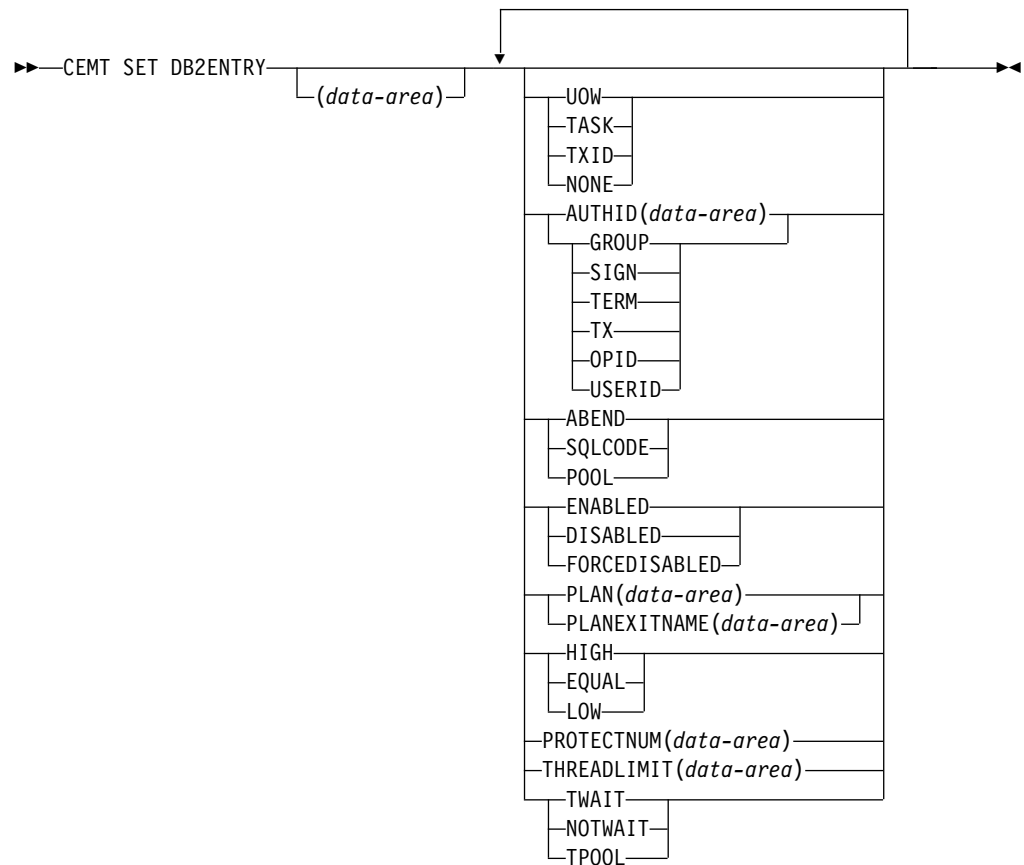 CEMT SET DB2ENTRY
(data-area)
UOW
TASK
TXID
NONE
AUTHID(data-area)
GROUP
SIGN
TERM
TX
OPID
USERID
ABEND
SQLCODE
POOL
ENABLED
DISABLED
FORCEDISABLED
PLAN(data-area)
PLANEXITNAME(data-area)
HIGH
EQUAL
LOW
PROTECTNUM(data-area)
THREADLIMIT(data-area)
TWAIT
NOTWAIT
TPOOL